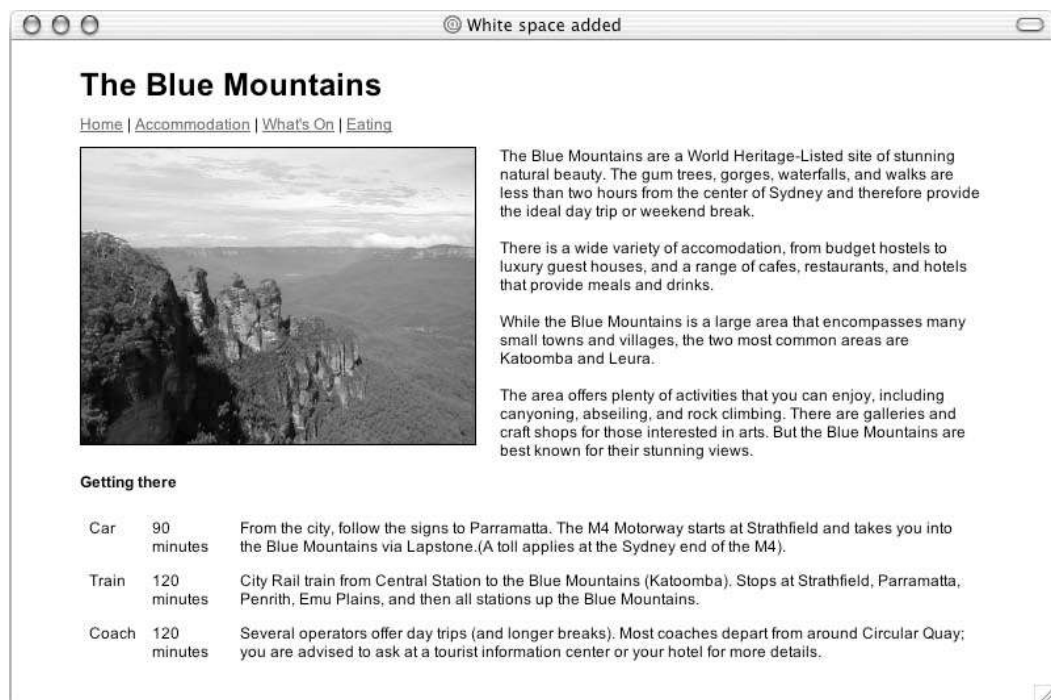 White space added
The Blue Mountains
Home | Accommodation | What's On | Eating
The Blue Mountains are a World Heritage-Listed site of stunning
natural beauty. The gum trees, gorges, waterfalls, and walks are
less than two hours from the center of Sydney and therefore provide
the ideal day trip or weekend break.
There is a wide variety of accomodation, from budget hostels to
luxury guest houses, and a range of cafes, restaurants, and hotels
that provide meals and drinks.
While the Blue Mountains is a large area that encompasses many
small towns and villages, the two most common areas are
Katoomba and Leura.
The area offers plenty of activities that you can enjoy, including
canyoning, abseiling, and rock climbing. There are galleries and
craft shops for those interested in arts. But the Blue Mountains are
best known for their stunning views.
Getting there
Car 90 From the city, follow the signs to Parramatta. The M4 Motorway starts at Strathfield and takes you into
minutes the Blue Mountains via Lapstone.(A toll applies at the Sydney end of the M4).
Train 120 City Rail train from Central Station to the Blue Mountains (Katoomba). Stops at Strathfield, Parramatta,
minutes Penrith, Emu Plains, and then all stations up the Blue Mountains.
Coach 120 Several operators offer day trips (and longer breaks). Most coaches depart from around Circular Quay;
minutes you are advised to ask at a tourist information center or your hotel for more details.